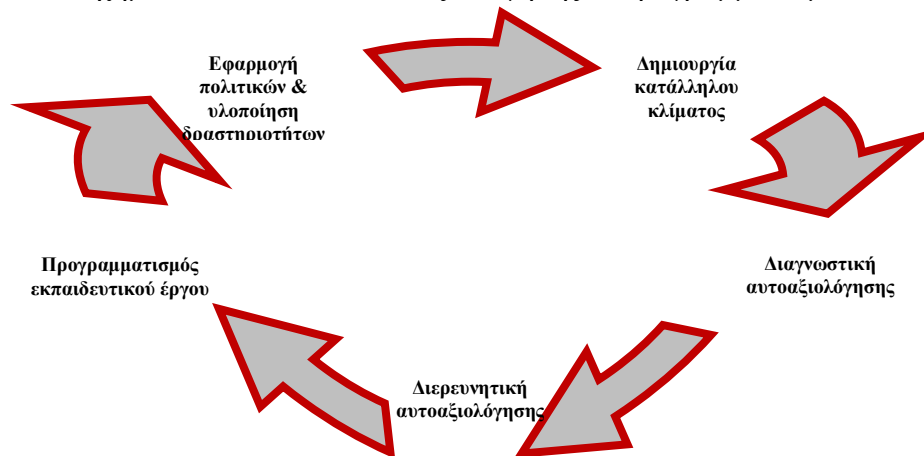 Εφαρμογή
πολιτικών &
υλοποίηση
δραστηριοτήτων
Δημιουργία
κατάλληλου
κλίματος
Προγραμματισμός
εκπαιδευτικού έργου
Διαγνωστική
αυτοαξιολόγησης
Διερευνητική
αυτοαξιολόγησης